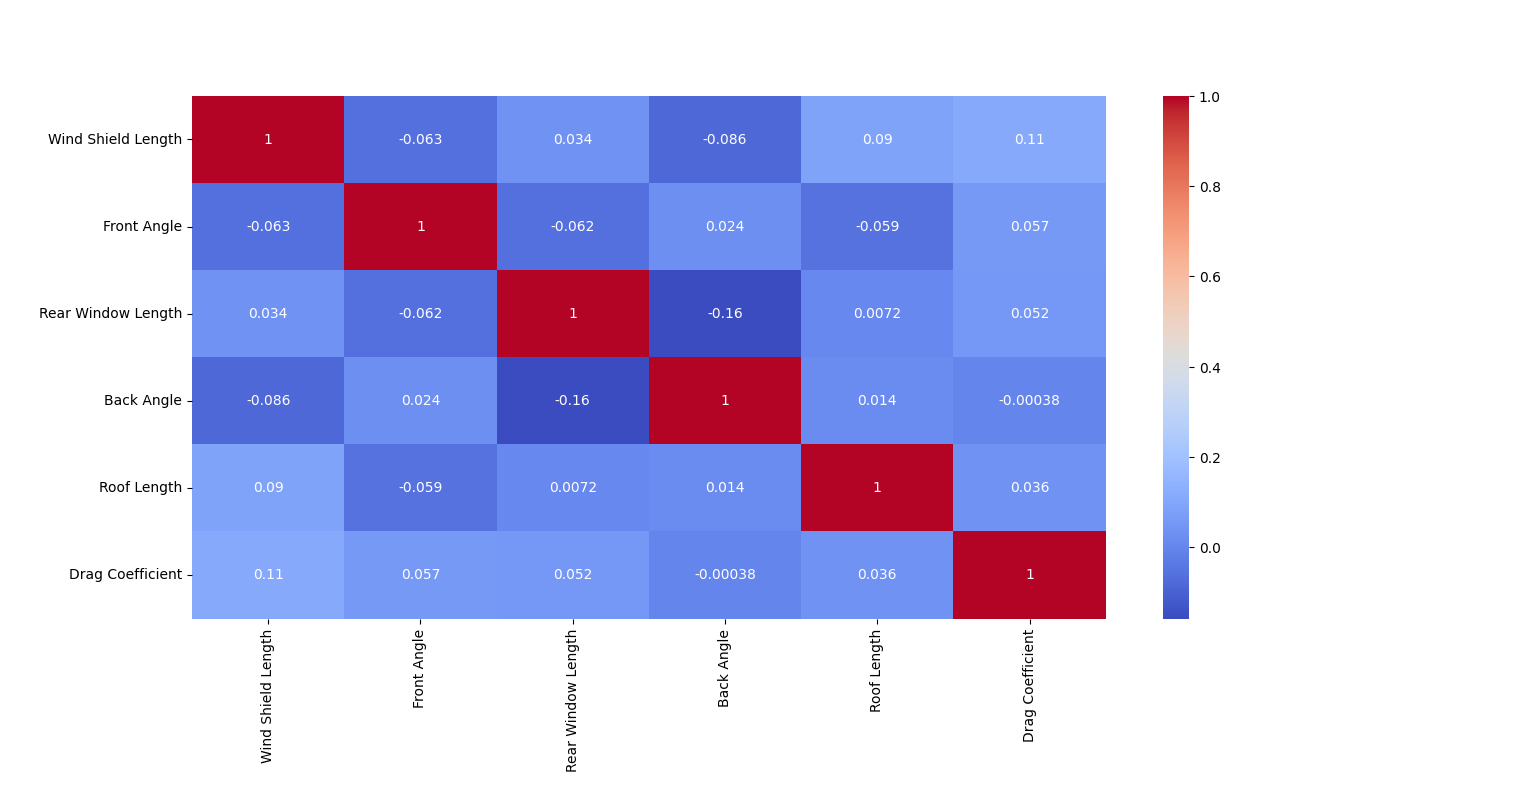 1.0
Wind Shield Length 1 -0.063 0.034 -0.086 0.09 0.11
0.8
Front Angle -0.063 1 -0.062 0.024 -0.059 0.057
0.6
Rear Window Length 0.034 -0.062 1 -0.16 0.0072 0.052
0.4
Back Angle -0.086 0.024 -0.16 1 0.014 -0.00038
0.2
Roof Length 0.09 -0.059 0.0072 0.014 1 0.036
0.0
Drag Coefficient 0.11 0.057 0.052 -0.00038 0.036 1
Wind Shield Length
Front Angle
Rear Window Length
Back Angle
Roof Length
Drag Coefficient